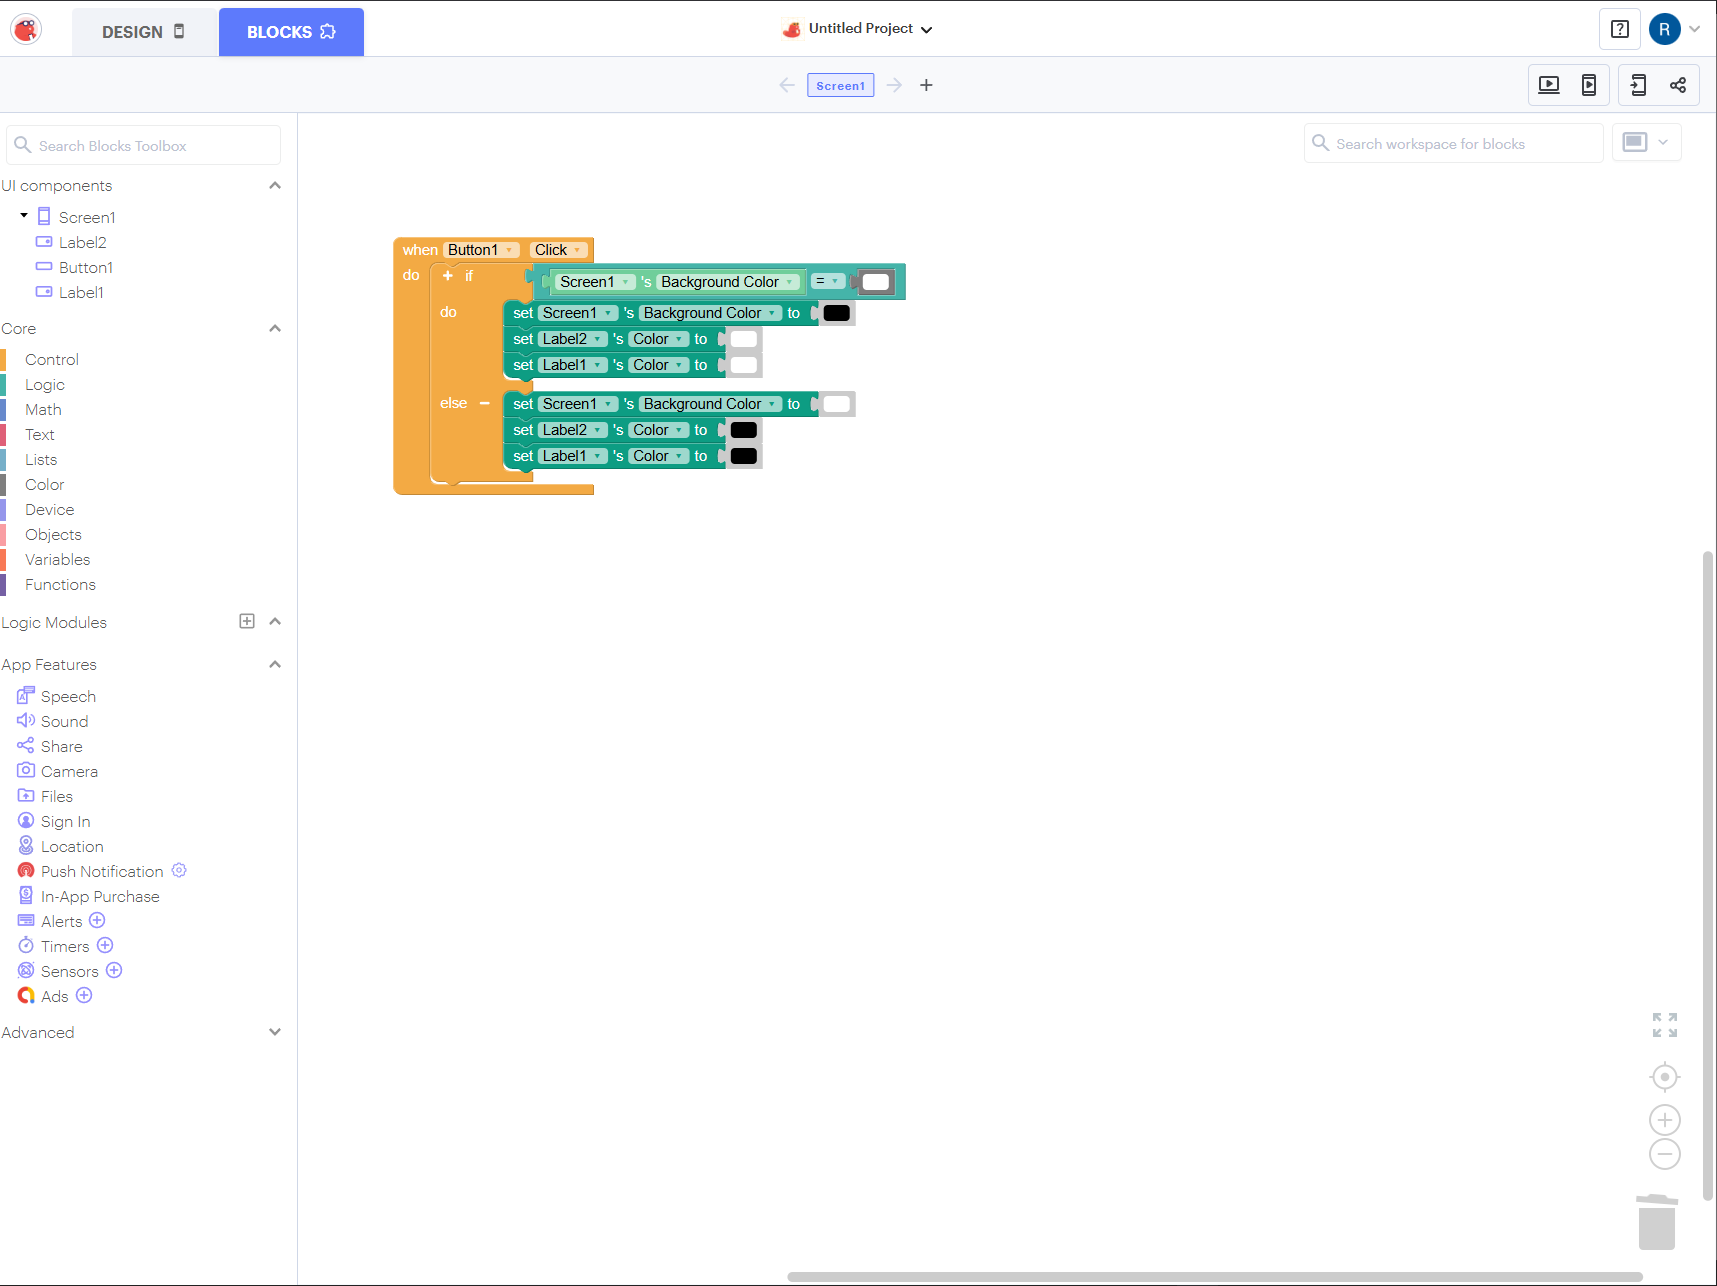 DESIGN
BLOCKS
Untitled Project
R
Screen1
Search Blocks Toolbox
Search workspace for blocks
UI components
Screen1
Label2
Button1
Label1
Core
Control
Logic
Math
Text
Lists
Color
Device
Objects
Variables
Functions
Logic Modules
App Features
Speech
Sound
Share
Camera
Files
Sign In
Location
Push Notification
In-App Purchase
Alerts
Timers
Sensors
Ads
Advanced
when Button1 Click
do + if Screen1 's Background Color =
do set Screen1 's Background Color to
set Label2 's Color to
set Label1 's Color to
else − set Screen1 's Background Color to
set Label2 's Color to
set Label1 's Color to